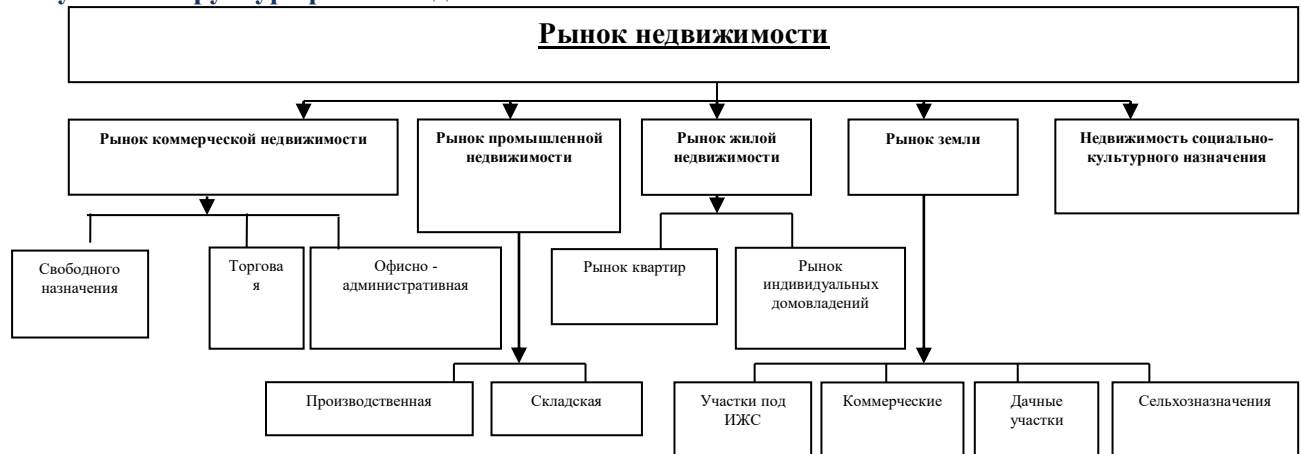 Рынок недвижимости
Рынок коммерческой недвижимости
Рынок промышленной
недвижимости
Рынок жилой
недвижимости
Рынок земли
Недвижимость социально-
культурного назначения
Свободного
назначения
Торгова
я
Офисно -
административная
Рынок квартир
Рынок
индивидуальных
домовладений
Производственная
Складская
Участки под
ИЖС
Коммерческие
Дачные
участки
Сельхозназначения